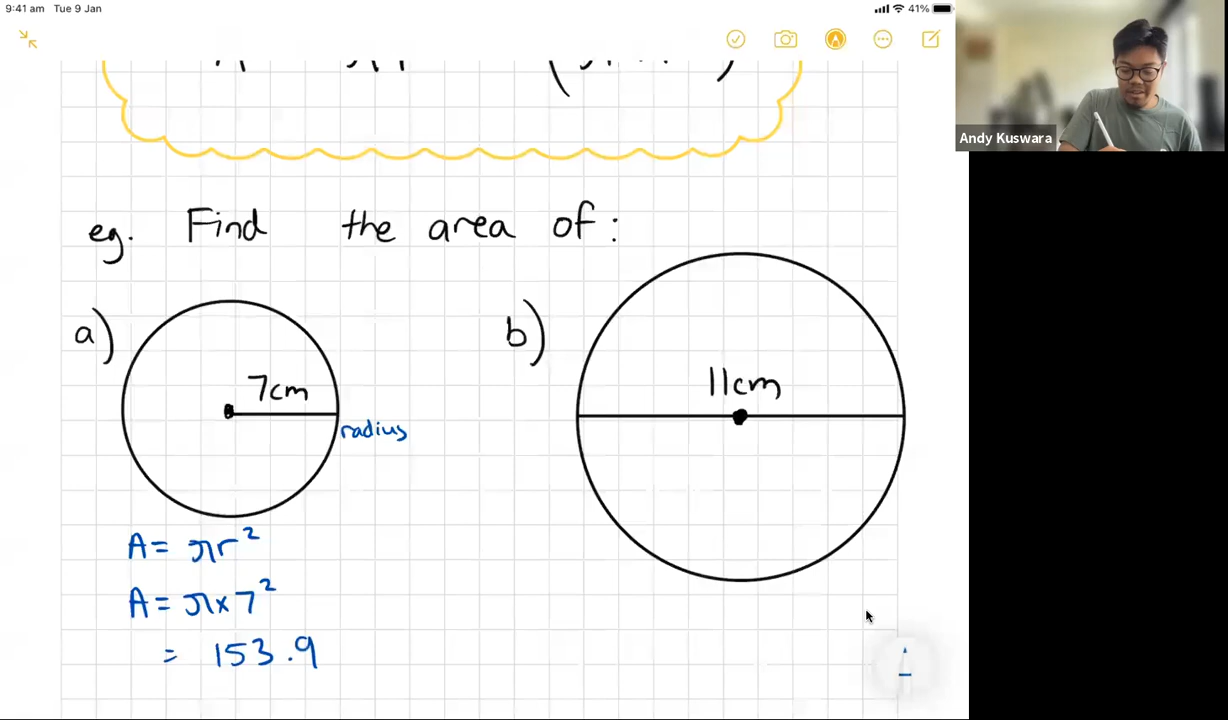 9:41 am Tue 9 Jan
41%
Andy Kuswara
eg. Find the area of:
a)
7cm
radius
A = πr²
A = π×7²
= 153.9
b)
11cm